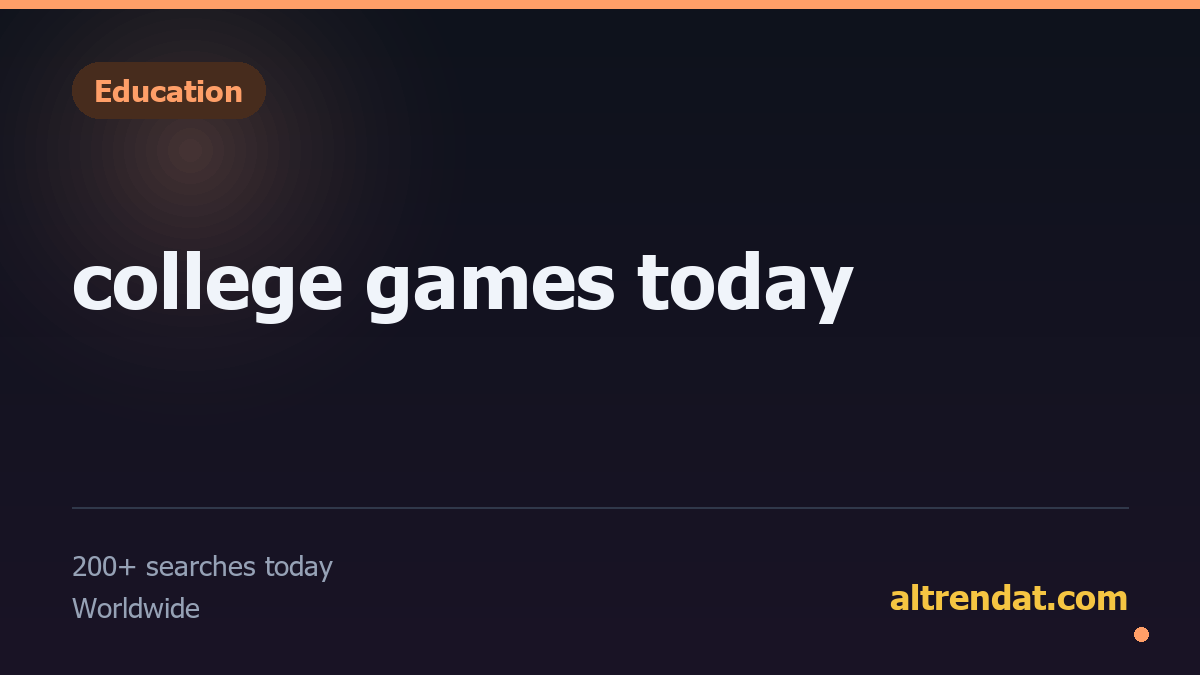 Education
college games today
200+ searches today
Worldwide
altrendat.com